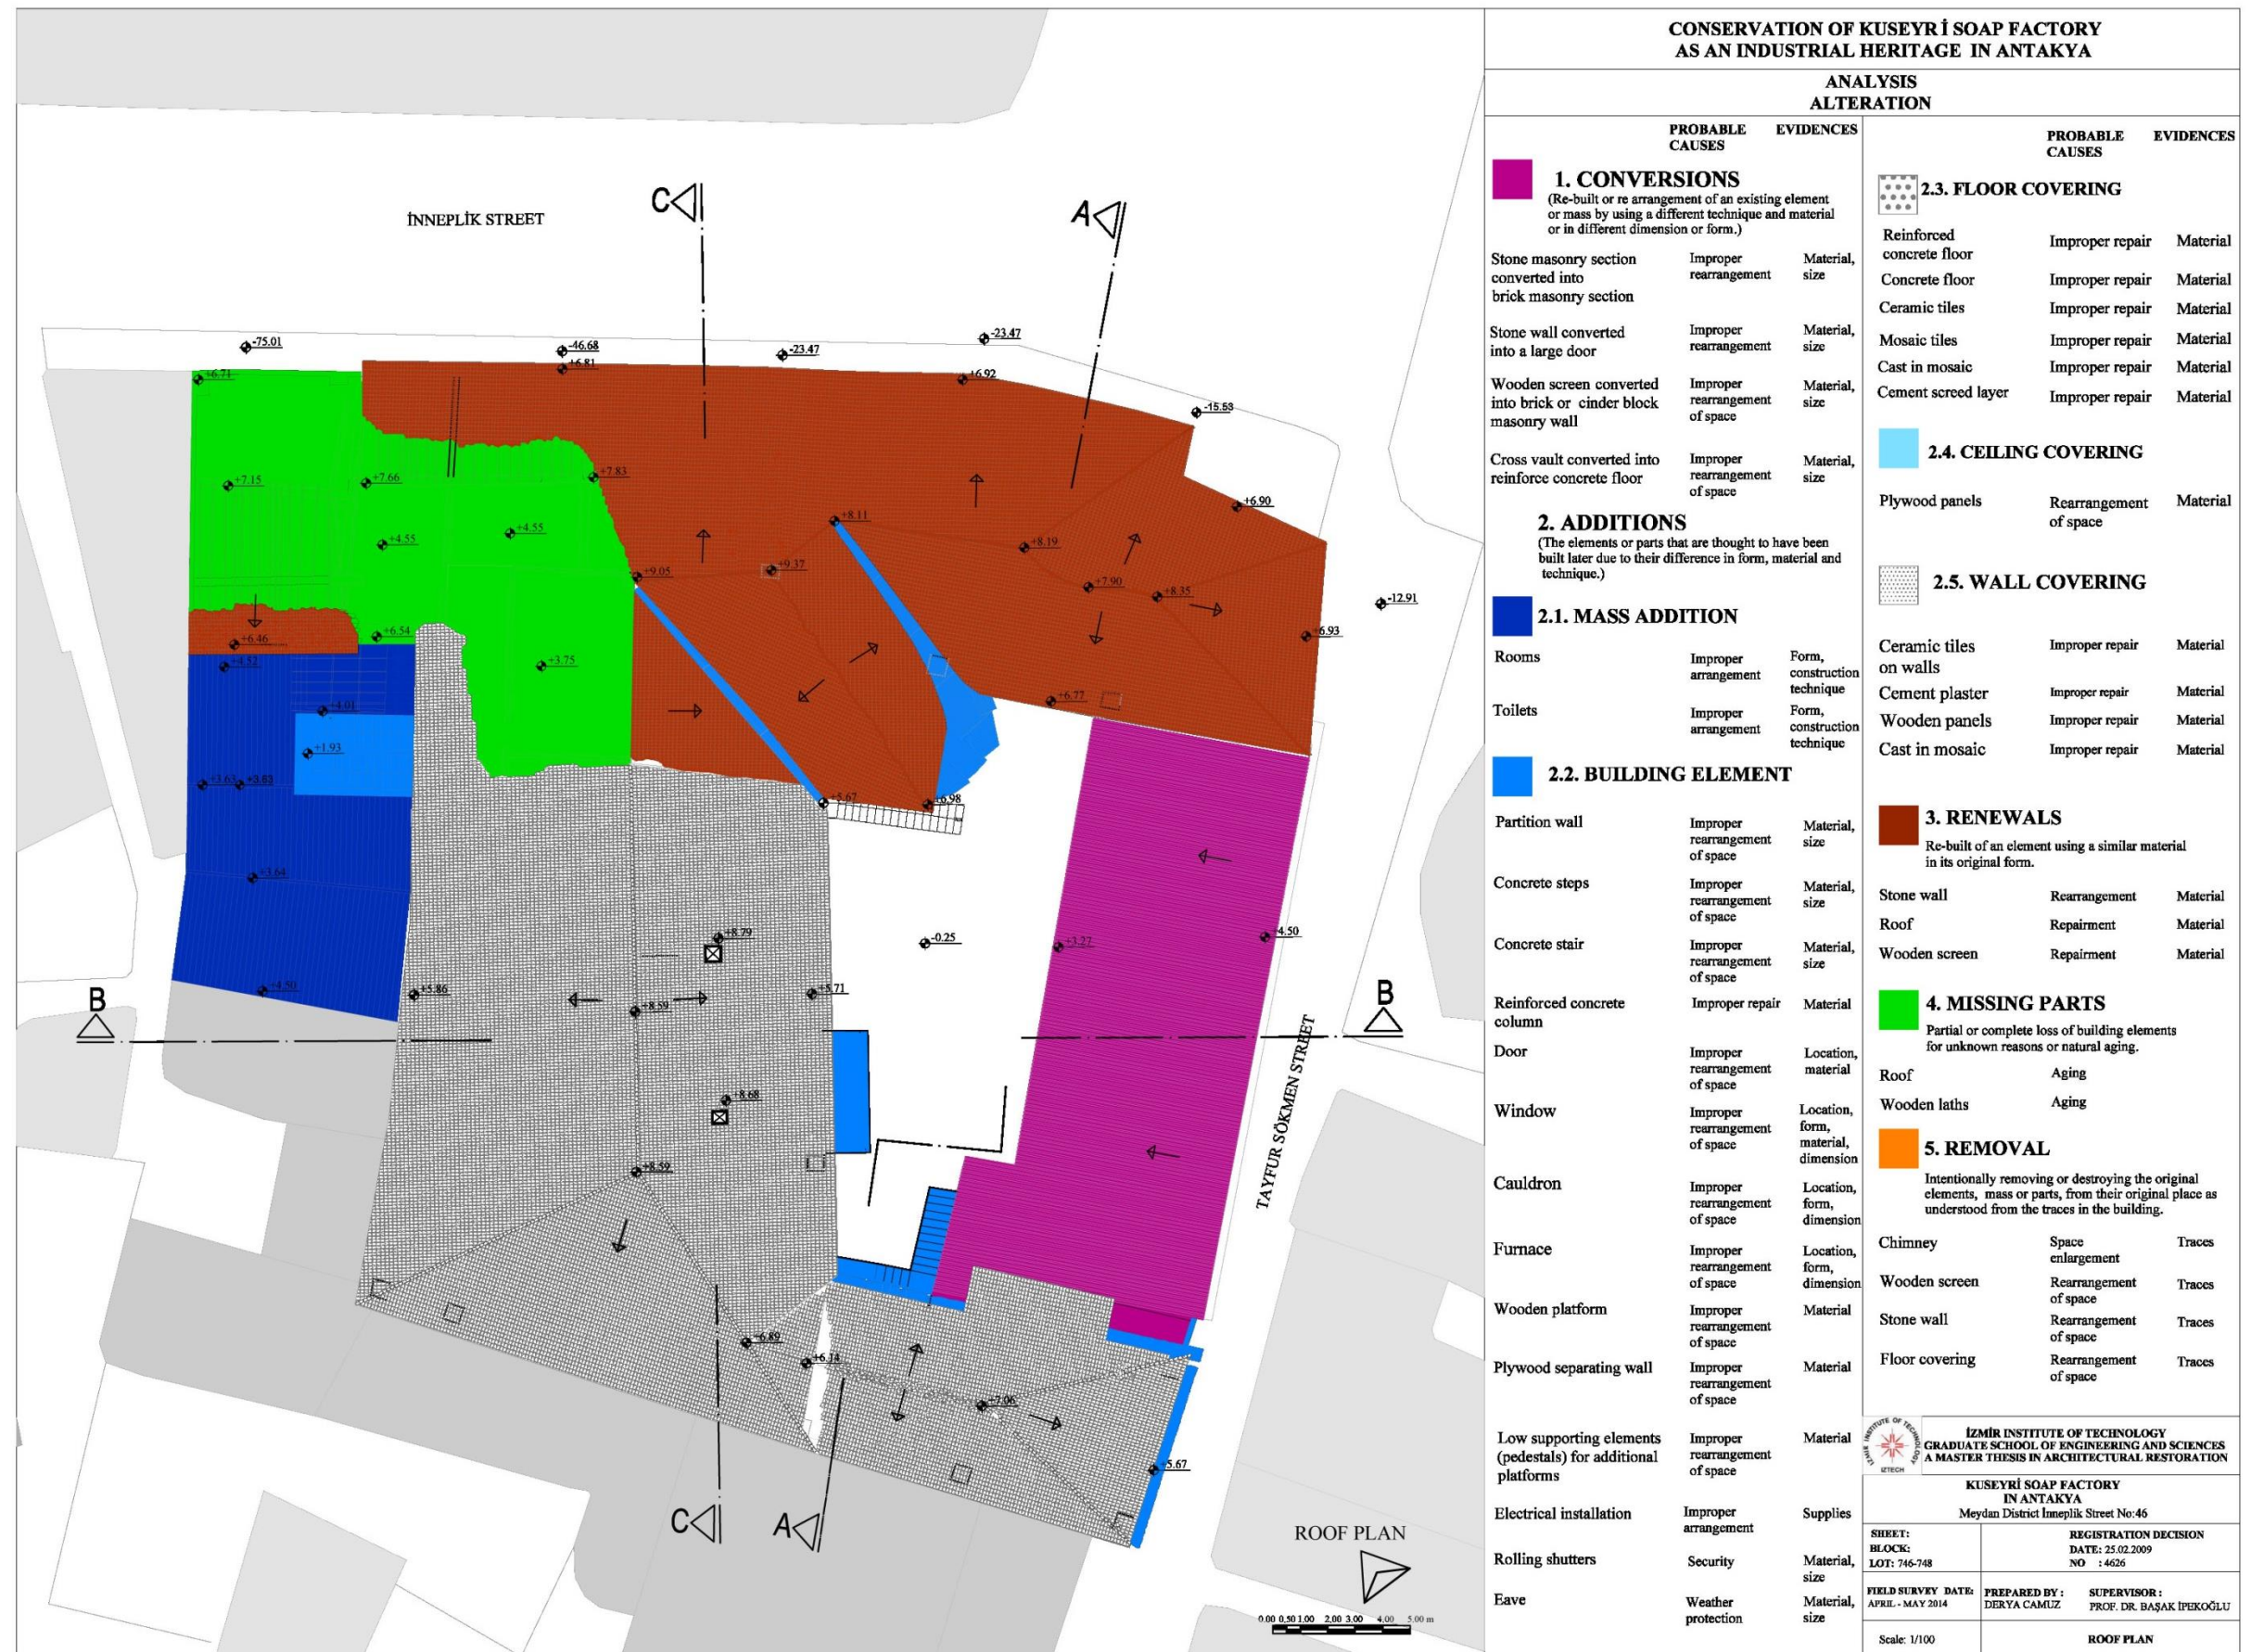 İNNEPLİK STREET
C
A
-75.01
-46.68
+6.81
-23.47
-23.47
+6.71
+6.92
-15.53
+7.15
+7.66
+7.83
+6.90
+4.55
+4.55
+8.11
+8.19
+9.05
+9.37
+7.90
+8.35
-12.91
+6.46
+6.54
+6.93
+4.52
+3.75
+4.01
+6.77
+1.93
+3.63
+3.63
+5.67
+6.98
+3.64
+8.79
-0.25
+3.27
+4.50
+4.50
+5.86
+5.71
+8.59
B
B
TAYFUR SÖKMEN STREET
+8.68
+8.59
+6.89
+6.14
+7.06
+5.67
C
A
ROOF PLAN
0.00 0,50 1.00 2,00 3.00 4.00 5.00 m
CONSERVATION OF KUSEYRİ SOAP FACTORY
AS AN INDUSTRIAL HERITAGE IN ANTAKYA
ANALYSIS
ALTERATION
PROBABLE CAUSES EVIDENCES
1. CONVERSIONS
(Re-built or re arrangement of an existing element
or mass by using a different technique and material
or in different dimension or form.)
Stone masonry section converted into brick masonry section Improper rearrangement Material, size
Stone wall converted into a large door Improper rearrangement Material, size
Wooden screen converted into brick or cinder block masonry wall Improper rearrangement of space Material, size
Cross vault converted into reinforce concrete floor Improper rearrangement of space Material, size
2. ADDITIONS
(The elements or parts that are thought to have been
built later due to their difference in form, material and
technique.)
2.1. MASS ADDITION
Rooms Improper arrangement Form, construction technique
Toilets Improper arrangement Form, construction technique
2.2. BUILDING ELEMENT
Partition wall Improper rearrangement of space Material, size
Concrete steps Improper rearrangement of space Material, size
Concrete stair Improper rearrangement of space Material, size
Reinforced concrete column Improper repair Material
Door Improper rearrangement of space Location, material
Window Improper rearrangement of space Location, form, material, dimension
Cauldron Improper rearrangement of space Location, form, dimension
Furnace Improper rearrangement of space Location, form, dimension
Wooden platform Improper rearrangement of space Material
Plywood separating wall Improper rearrangement of space Material
Low supporting elements (pedestals) for additional platforms Improper rearrangement of space Material
Electrical installation Improper arrangement Supplies
Rolling shutters Security Material, size
Eave Weather protection Material, size
PROBABLE CAUSES EVIDENCES
2.3. FLOOR COVERING
Reinforced concrete floor Improper repair Material
Concrete floor Improper repair Material
Ceramic tiles Improper repair Material
Mosaic tiles Improper repair Material
Cast in mosaic Improper repair Material
Cement screed layer Improper repair Material
2.4. CEILING COVERING
Plywood panels Rearrangement of space Material
2.5. WALL COVERING
Ceramic tiles on walls Improper repair Material
Cement plaster Improper repair Material
Wooden panels Improper repair Material
Cast in mosaic Improper repair Material
3. RENEWALS
Re-built of an element using a similar material
in its original form.
Stone wall Rearrangement Material
Roof Repairment Material
Wooden screen Repairment Material
4. MISSING PARTS
Partial or complete loss of building elements
for unknown reasons or natural aging.
Roof Aging
Wooden laths Aging
5. REMOVAL
Intentionally removing or destroying the original
elements, mass or parts, from their original place as
understood from the traces in the building.
Chimney Space enlargement Traces
Wooden screen Rearrangement of space Traces
Stone wall Rearrangement of space Traces
Floor covering Rearrangement of space Traces
IZMIR INSTITUTE OF TECHNOLOGY
IZTECH
İZMİR INSTITUTE OF TECHNOLOGY
GRADUATE SCHOOL OF ENGINEERING AND SCIENCES
A MASTER THESIS IN ARCHITECTURAL RESTORATION
KUSEYRİ SOAP FACTORY
IN ANTAKYA
Meydan District İnneplik Street No:46
SHEET:
BLOCK:
LOT: 746-748
REGISTRATION DECISION
DATE: 25.02.2009
NO : 4626
FIELD SURVEY DATE:
APRIL - MAY 2014
PREPARED BY :
DERYA CAMUZ
SUPERVISOR :
PROF. DR. BAŞAK İPEKOĞLU
Scale: 1/100
ROOF PLAN